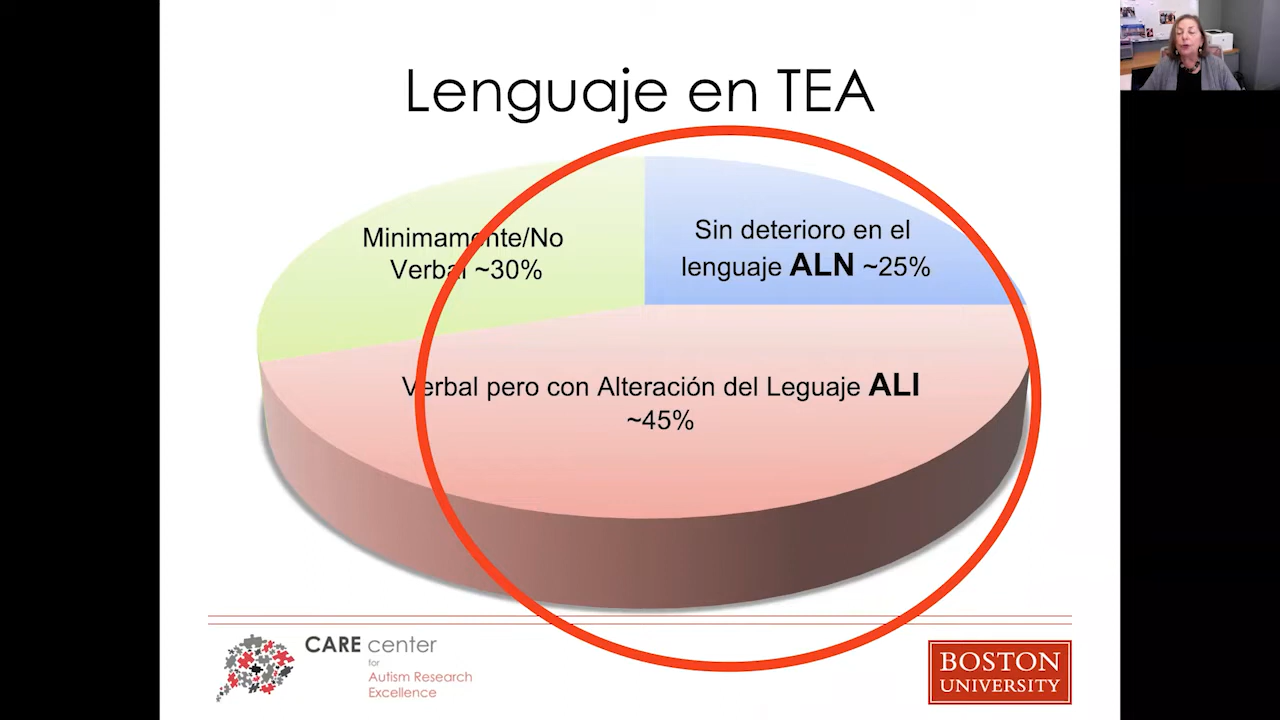 Lenguaje en TEA
Minimamente/No
Verbal ~30%
Sin deterioro en el
lenguaje ALN ~25%
Verbal pero con Alteración del Leguaje ALI
~45%
CARE center
for
Autism Research
Excellence
BOSTON
UNIVERSITY